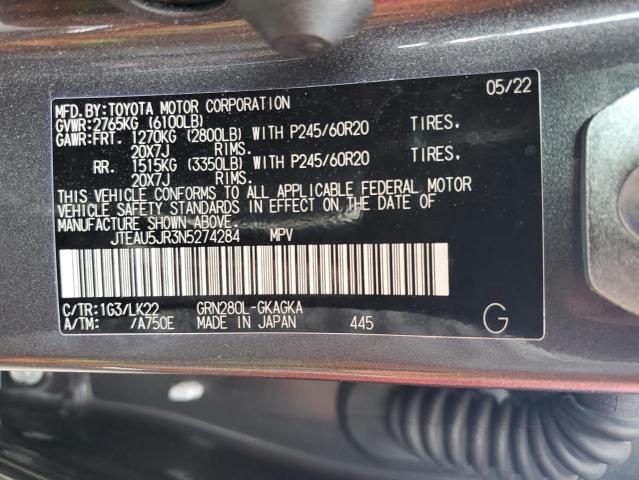 MFD.BY:TOYOTA MOTOR CORPORATION 05/22
GVWR:2765KG (6100LB)
GAWR:FRT. 1270KG (2800LB) WITH P245/60R20 TIRES.
20X7J RIMS.
RR. 1515KG (3350LB) WITH P245/60R20 TIRES.
20X7J RIMS.
THIS VEHICLE CONFORMS TO ALL APPLICABLE FEDERAL MOTOR
VEHICLE SAFETY STANDARDS IN EFFECT ON THE DATE OF
MANUFACTURE SHOWN ABOVE.
JTEAU5JR3N5274284 MPV
C/TR:1G3/LK22 GRN280L-GKAGKA
A/TM: /A750E MADE IN JAPAN 445 G